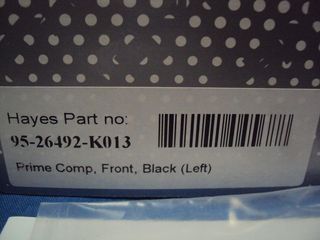 Hayes Part no:
95-26492-K013
Prime Comp, Front, Black (Left)